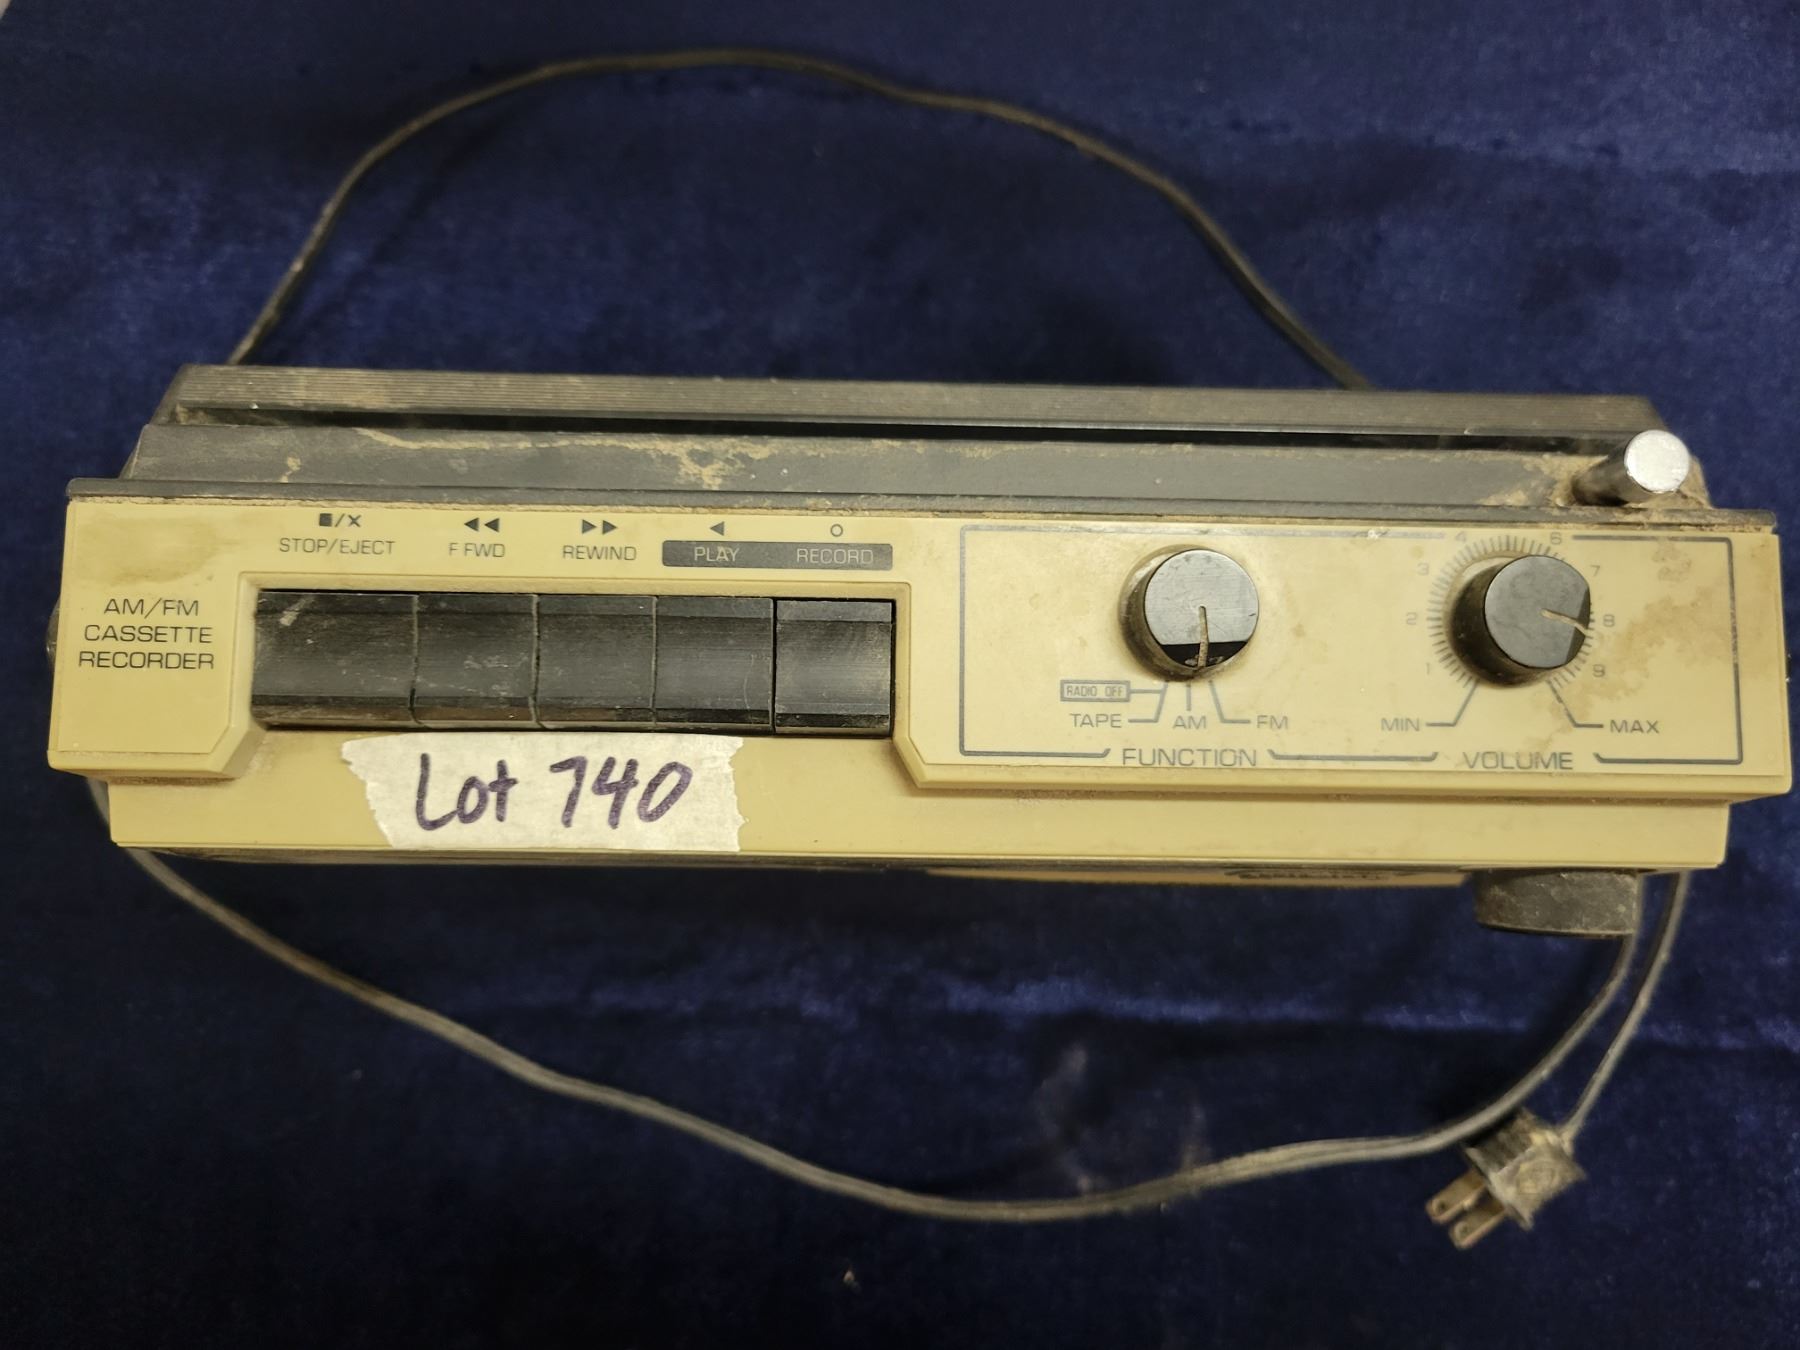 ■/X ◀◀ ▶▶ ◀ O
STOP/EJECT F FWD REWIND PLAY RECORD
AM/FM
CASSETTE
RECORDER
Lot 740
RADIO OFF
TAPE AM FM
FUNCTION
1 2 3 4 6 7 8 9
MIN MAX
VOLUME